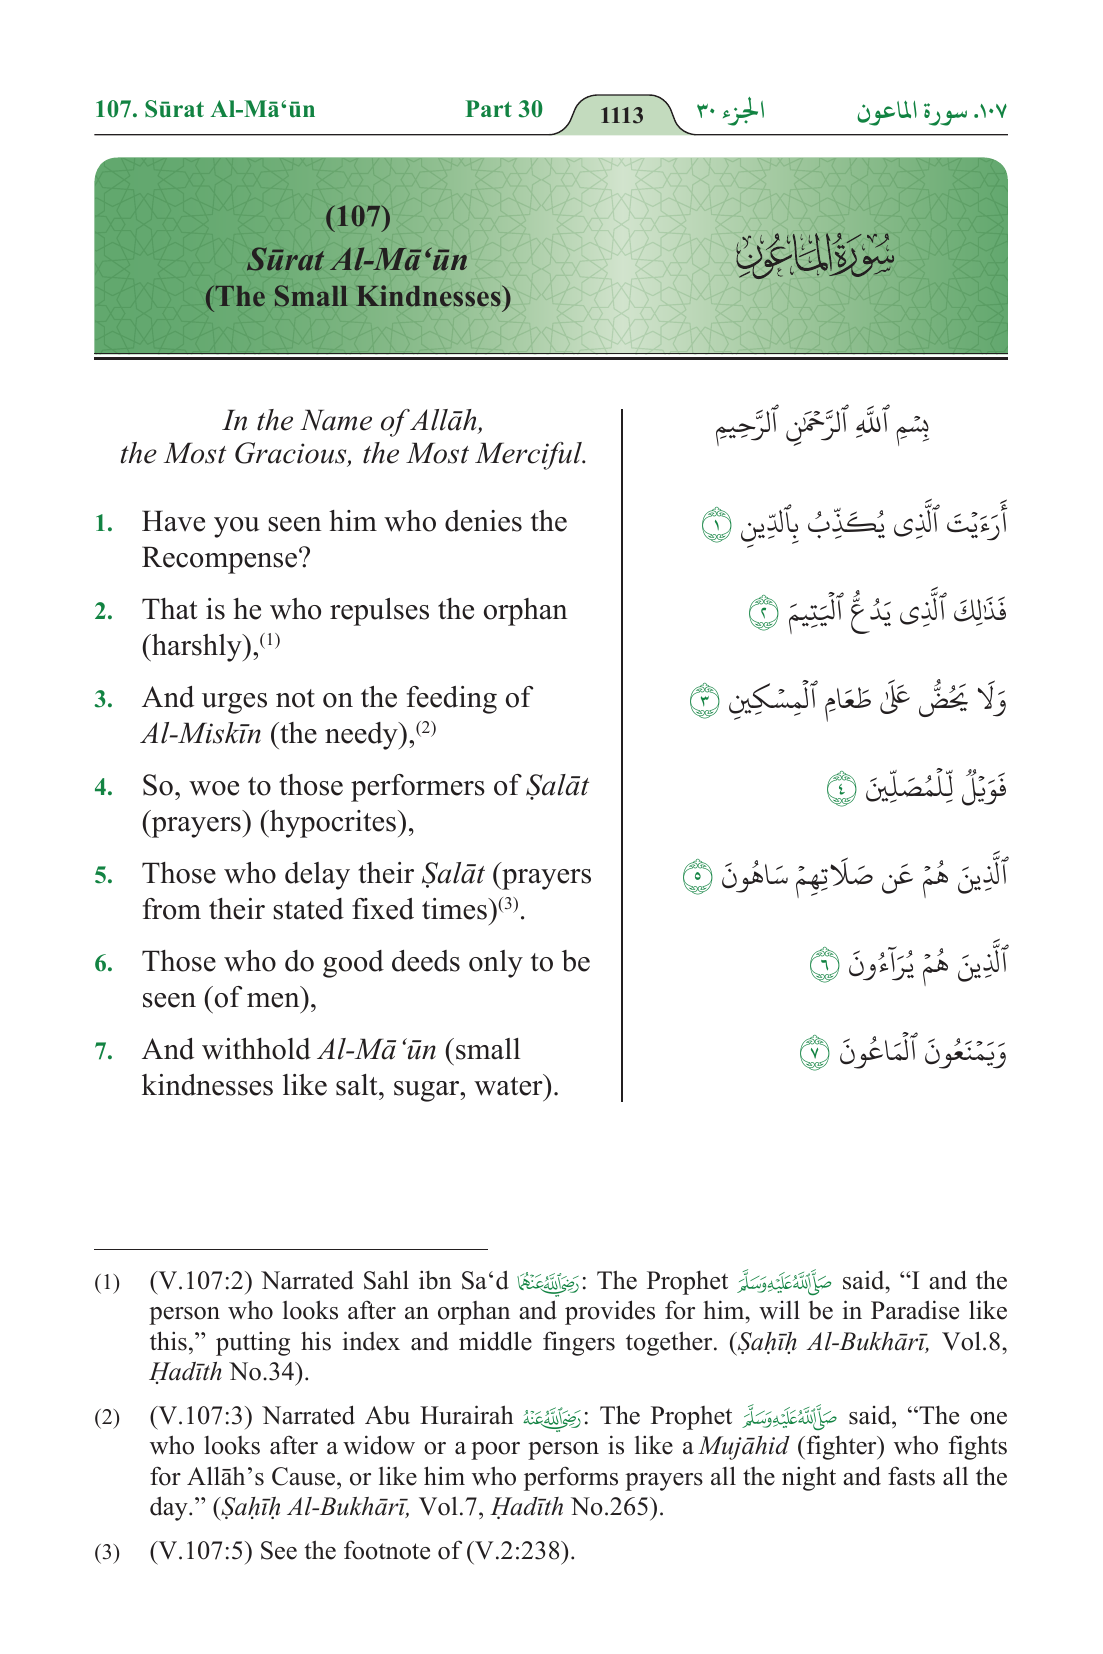 107. Sūrat Al-Mā‘ūn Part 30 1113 الجزء ٣٠ ١٠٧. سورة الماعون
(107)
Sūrat Al-Mā‘ūn
(The Small Kindnesses)
سُورَةُ المَاعُونِ
In the Name of Allāh,
the Most Gracious, the Most Merciful.
1. Have you seen him who denies the
Recompense?
2. That is he who repulses the orphan
(harshly),(1)
3. And urges not on the feeding of
Al-Miskīn (the needy),(2)
4. So, woe to those performers of Ṣalāt
(prayers) (hypocrites),
5. Those who delay their Ṣalāt (prayers
from their stated fixed times)(3).
6. Those who do good deeds only to be
seen (of men),
7. And withhold Al-Mā‘ūn (small
kindnesses like salt, sugar, water).
بِسْمِ ٱللَّهِ ٱلرَّحْمَٰنِ ٱلرَّحِيمِ
أَرَءَيْتَ ٱلَّذِى يُكَذِّبُ بِٱلدِّينِ ١
فَذَٰلِكَ ٱلَّذِى يَدُعُّ ٱلْيَتِيمَ ٢
وَلَا يَحُضُّ عَلَىٰ طَعَامِ ٱلْمِسْكِينِ ٣
فَوَيْلٌ لِّلْمُصَلِّينَ ٤
ٱلَّذِينَ هُمْ عَن صَلَاتِهِمْ سَاهُونَ ٥
ٱلَّذِينَ هُمْ يُرَآءُونَ ٦
وَيَمْنَعُونَ ٱلْمَاعُونَ ٧
(1) (V.107:2) Narrated Sahl ibn Sa‘d رَضِيَ اللَّهُ عَنْهُمَا: The Prophet صَلَّى اللَّهُ عَلَيْهِ وَسَلَّمَ said, “I and the
person who looks after an orphan and provides for him, will be in Paradise like
this,” putting his index and middle fingers together. (Ṣaḥīḥ Al-Bukhārī, Vol.8,
Ḥadīth No.34).
(2) (V.107:3) Narrated Abu Hurairah رَضِيَ اللَّهُ عَنْهُ: The Prophet صَلَّى اللَّهُ عَلَيْهِ وَسَلَّمَ said, “The one
who looks after a widow or a poor person is like a Mujāhid (fighter) who fights
for Allāh’s Cause, or like him who performs prayers all the night and fasts all the
day.” (Ṣaḥīḥ Al-Bukhārī, Vol.7, Ḥadīth No.265).
(3) (V.107:5) See the footnote of (V.2:238).